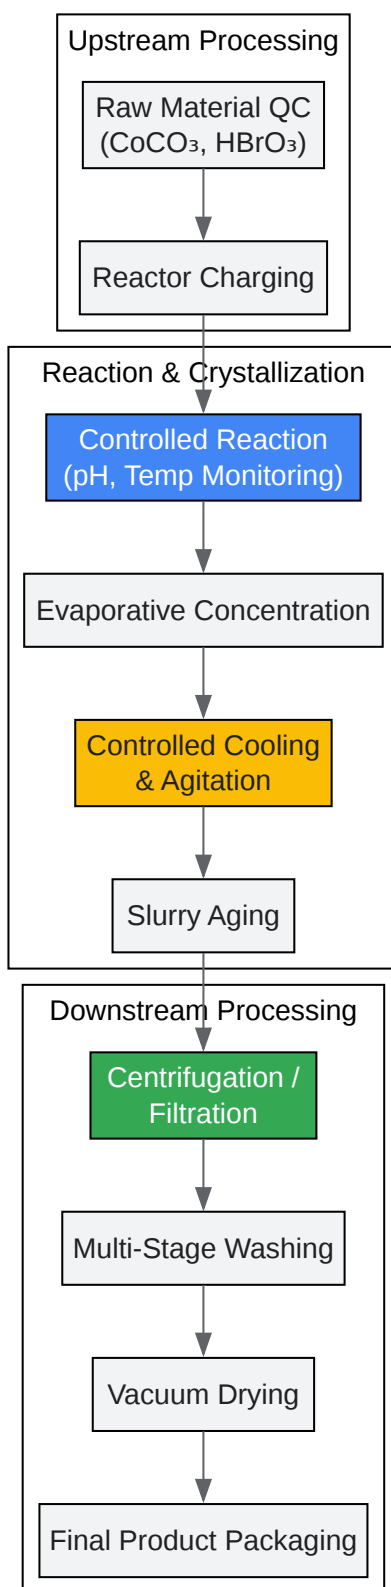 Upstream Processing
Raw Material QC
(CoCO₃, HBrO₃)
Reactor Charging
Reaction & Crystallization
Controlled Reaction
(pH, Temp Monitoring)
Evaporative Concentration
Controlled Cooling
& Agitation
Slurry Aging
Downstream Processing
Centrifugation /
Filtration
Multi-Stage Washing
Vacuum Drying
Final Product Packaging